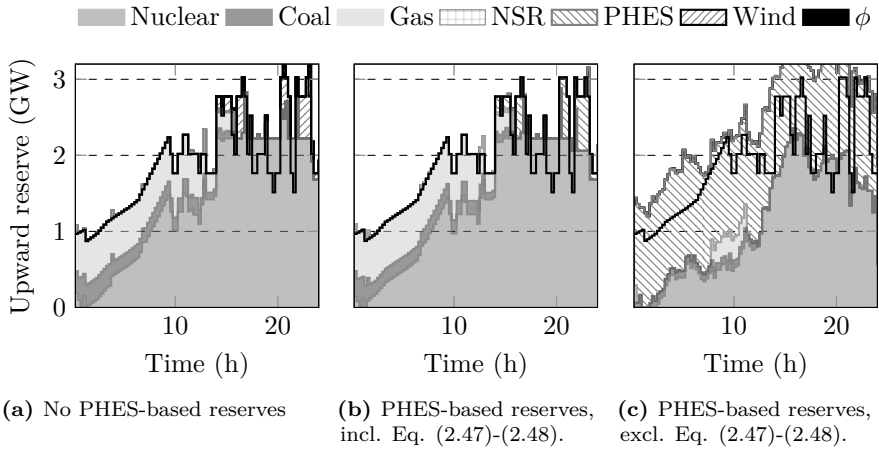 Nuclear Coal Gas NSR PHES Wind ϕ
Upward reserve (GW)
3
2
1
0
10 20
10 20
10 20
Time (h) Time (h) Time (h)
(a) No PHES-based reserves
(b) PHES-based reserves,
incl. Eq. (2.47)-(2.48).
(c) PHES-based reserves,
excl. Eq. (2.47)-(2.48).